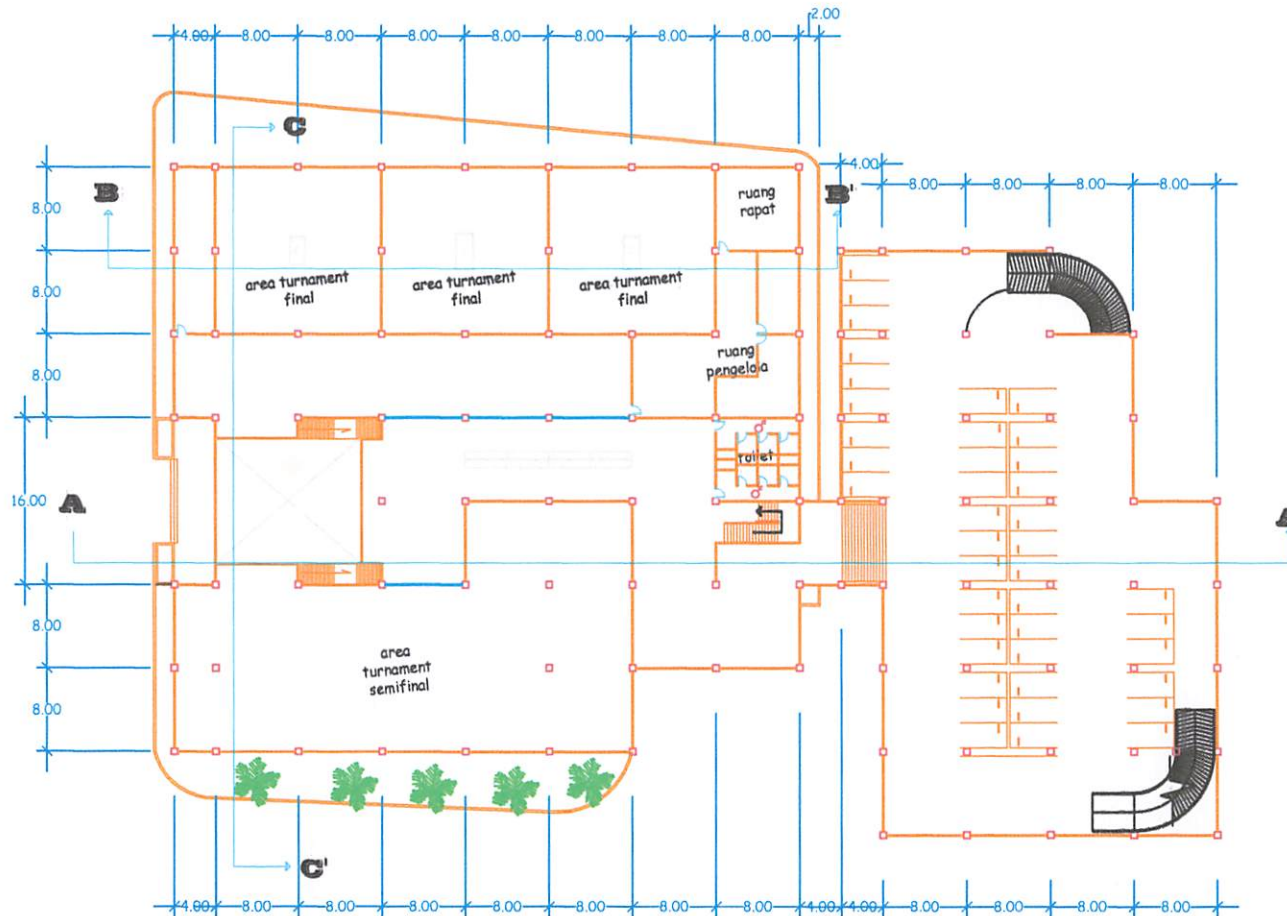 2.00
4.00 8.00 8.00 8.00 8.00 8.00 8.00 8.00
C
4.00
8.00 8.00 8.00 8.00
B
B'
ruang
rapat
8.00
8.00
area turnament
final
area turnament
final
area turnament
final
ruang
pengelola
8.00
toilet
16.00
A
8.00
area
turnament
semifinal
8.00
C'
4.00 8.00 8.00 8.00 8.00 8.00 8.00 8.00 4.00 4.00 8.00 8.00 8.00 8.00